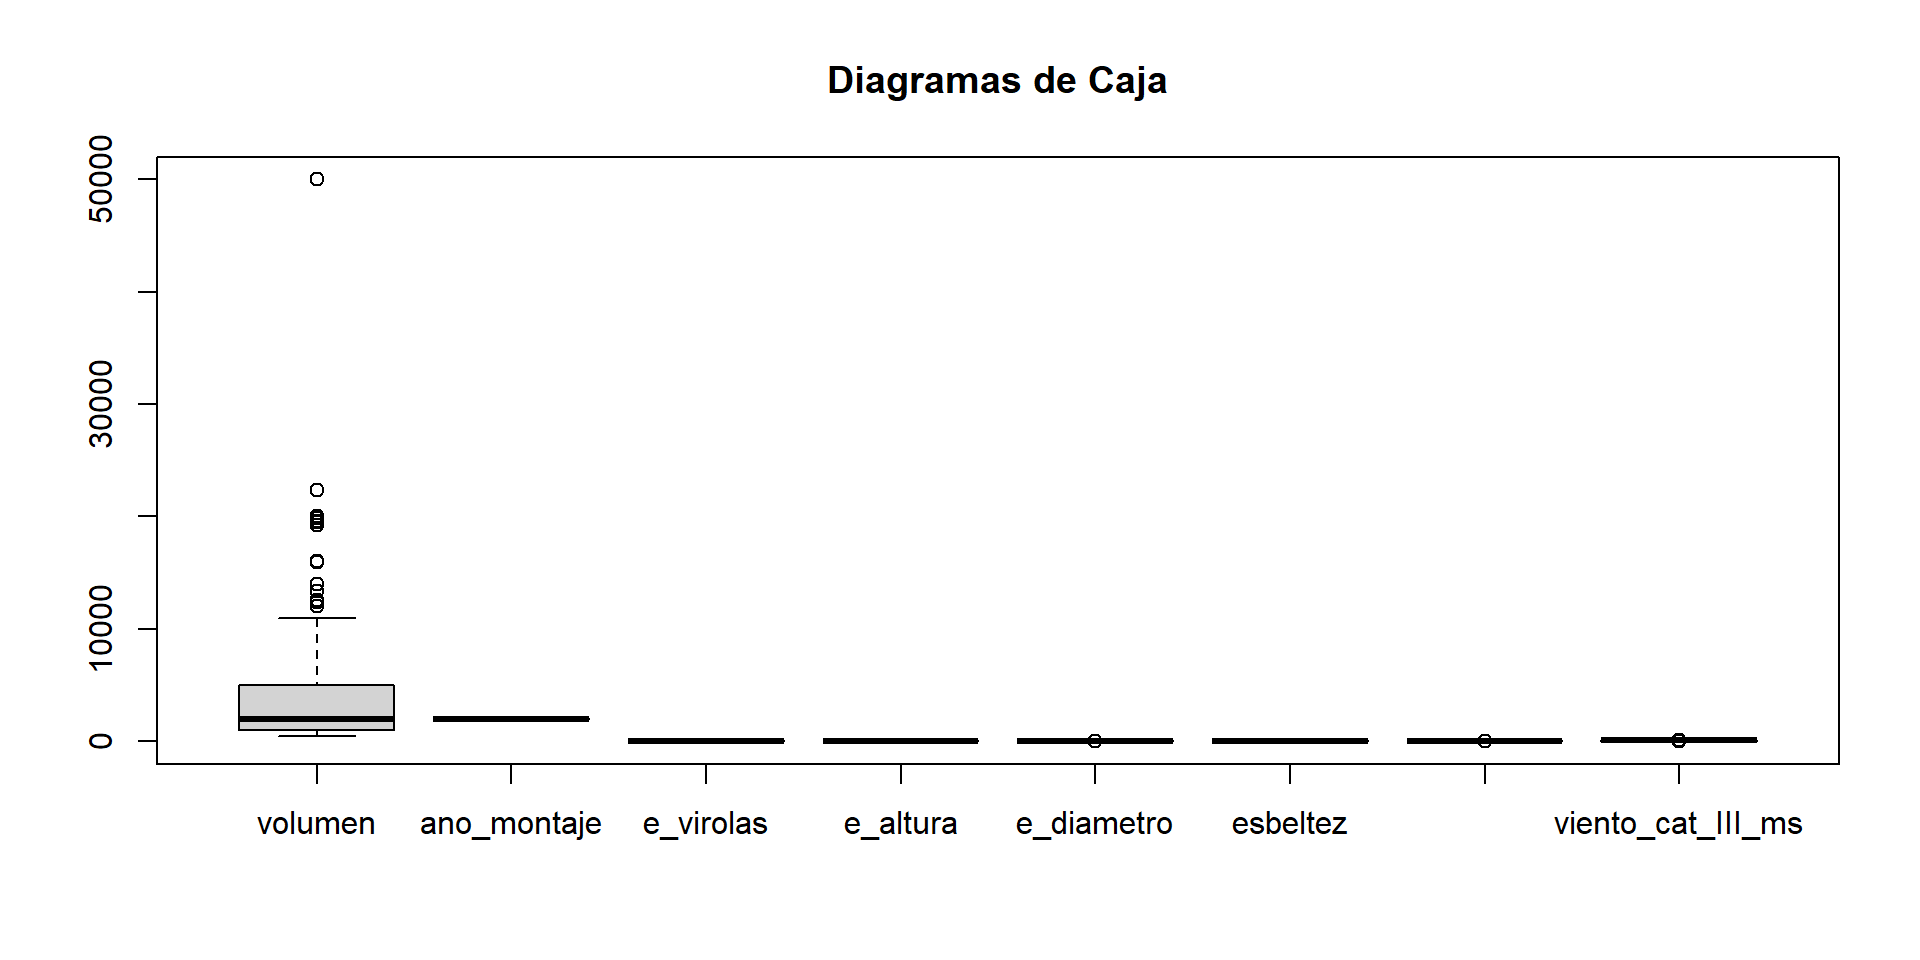 Diagramas de Caja
50000
30000
10000
0
volumen ano_montaje e_virolas e_altura e_diametro esbeltez viento_cat_III_ms